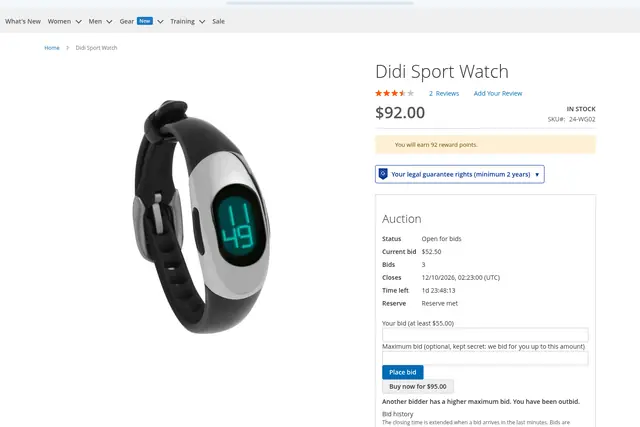 What's New Women Men Gear New Training Sale
Home Didi Sport Watch
Didi Sport Watch
2 Reviews Add Your Review
$92.00
IN STOCK
SKU#: 24-WG02
You will earn 92 reward points.
Your legal guarantee rights (minimum 2 years)
11
49
Auction
Status Open for bids
Current bid $52.50
Bids 3
Closes 12/10/2026, 02:23:00 (UTC)
Time left 1d 23:48:13
Reserve Reserve met
Your bid (at least $55.00)
Maximum bid (optional, kept secret: we bid for you up to this amount)
Place bid
Buy now for $95.00
Another bidder has a higher maximum bid. You have been outbid.
Bid history
The closing time is extended when a bid arrives in the last minutes. Bids are